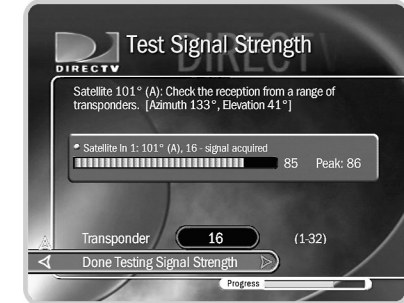 DIRECTV
Test Signal Strength
DIRECTV
Satellite 101° (A): Check the reception from a range of
transponders. [Azimuth 133°, Elevation 41°]
Satellite In 1: 101° (A), 16 - signal acquired
85 Peak: 86
Transponder 16 (1-32)
Done Testing Signal Strength
Progress